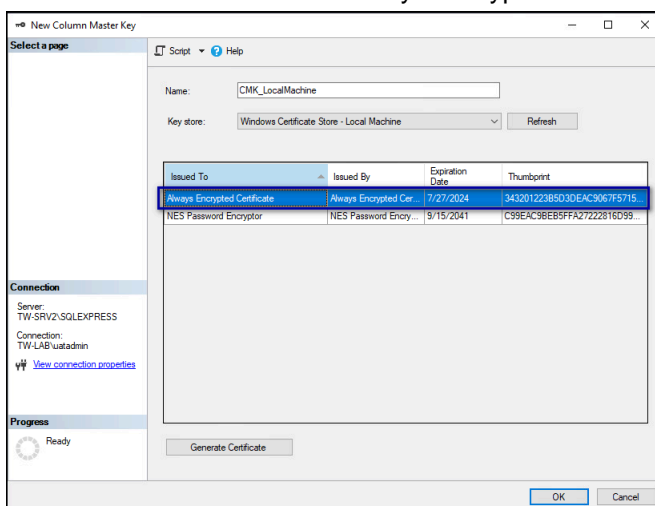 New Column Master Key
Select a page
Script Help
Name: CMK_LocalMachine
Key store: Windows Certificate Store - Local Machine Refresh
Issued To Issued By Expiration Date Thumbprint
Always Encrypted Certificate Always Encrypted Cer... 7/27/2024 343201223B5D3DEAC9067F5715...
NES Password Encryptor NES Password Encry... 9/15/2041 C99EAC9BEB5FFA27222816D99...
Connection
Server:
TW-SRV2\SQLEXPRESS
Connection:
TW-LAB\uatadmin
View connection properties
Progress
Ready
Generate Certificate
OK Cancel